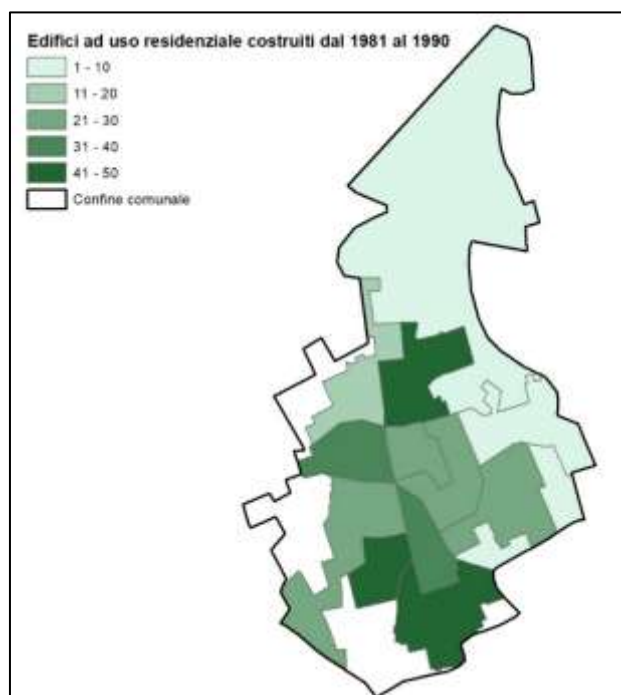 Edifici ad uso residenziale costruiti dal 1981 al 1990
1 - 10
11 - 20
21 - 30
31 - 40
41 - 50
Confine comunale